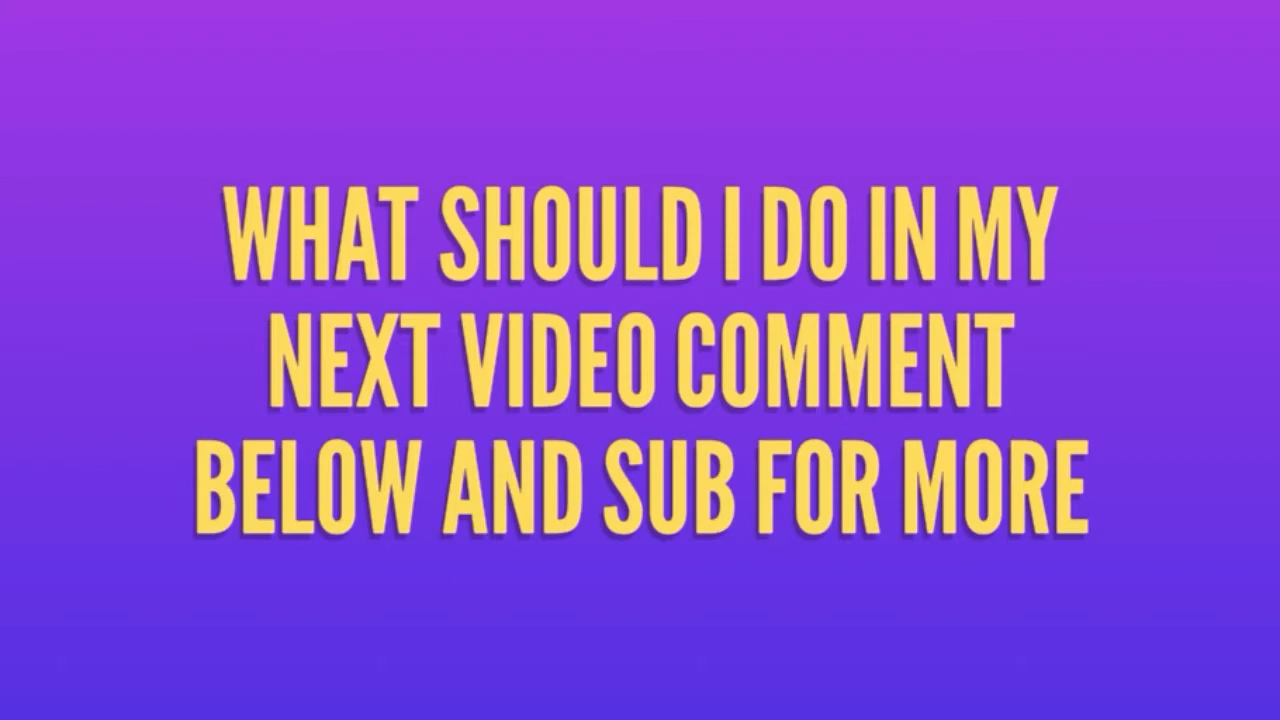 WHAT SHOULD I DO IN MY
NEXT VIDEO COMMENT
BELOW AND SUB FOR MORE